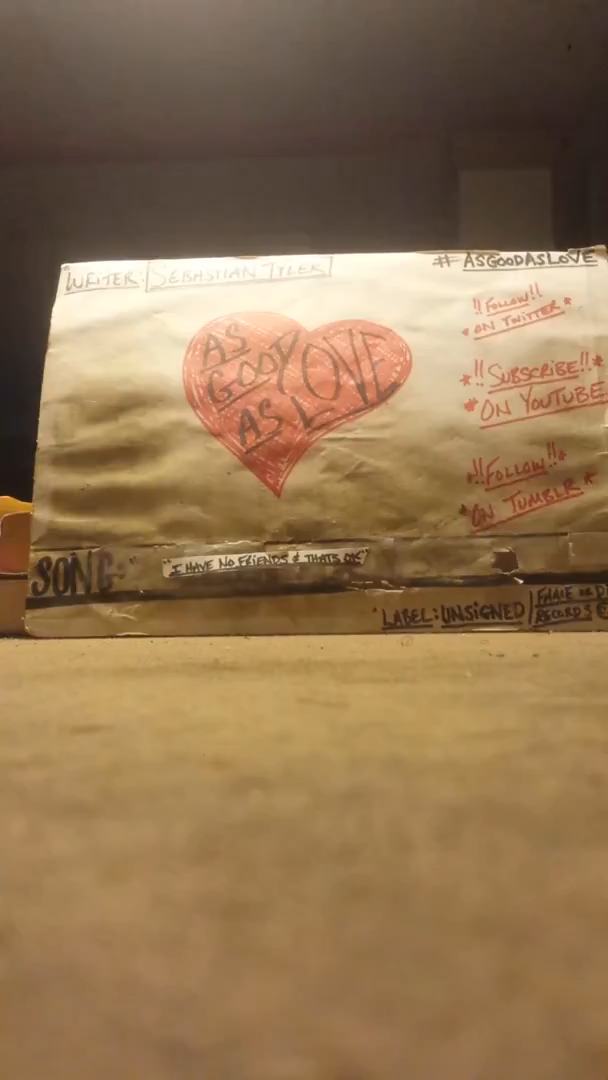 WRITER: SEBASTIAN TYLER
# ASGOODASLOVE
!! FOLLOW !!
* ON TWITTER *
*!! SUBSCRIBE!! *
* ON YOUTUBE
*!! FOLLOW!! *
* ON TUMBLR *
AS
GOOD
AS LOVE
SONG: "I HAVE NO FRIENDS & THATS OK"
LABEL: UNSIGNED
OR
RECORDS ©